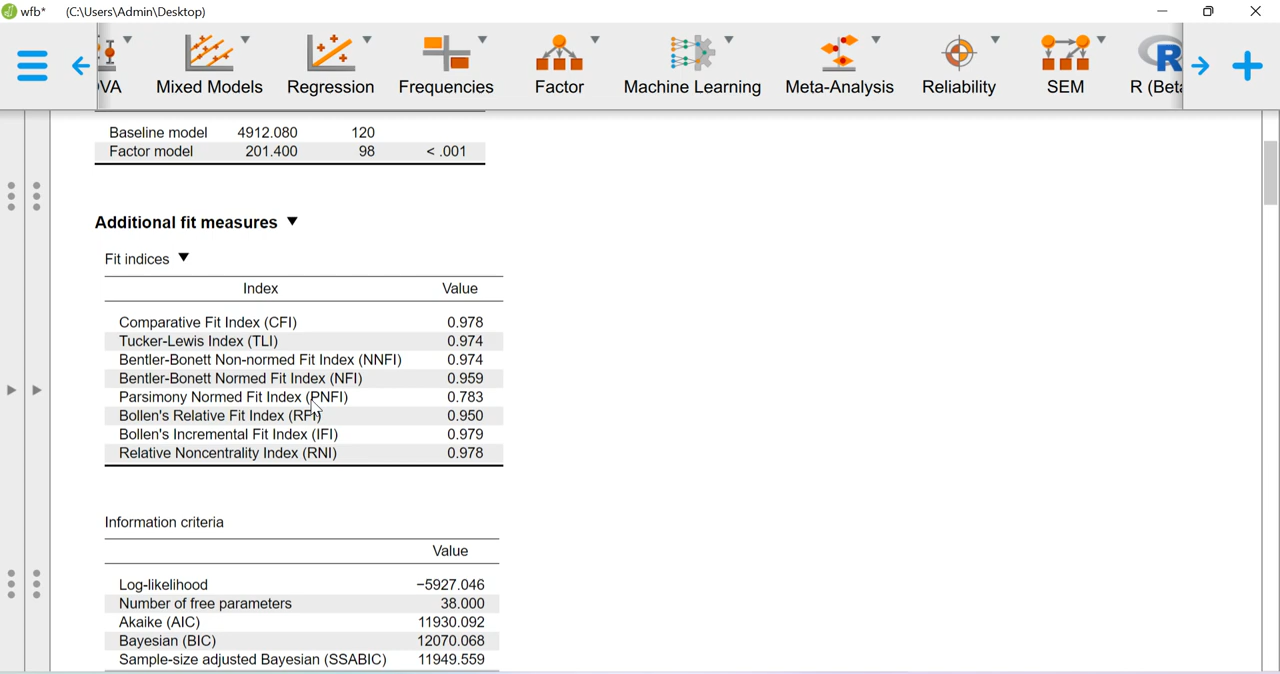 wfb* (C:\Users\Admin\Desktop)
VA Mixed Models Regression Frequencies Factor Machine Learning Meta-Analysis Reliability SEM R (Beta
Baseline model 4912.080 120
Factor model 201.400 98 < .001
Additional fit measures ▼
Fit indices ▼
Index Value
Comparative Fit Index (CFI) 0.978
Tucker-Lewis Index (TLI) 0.974
Bentler-Bonett Non-normed Fit Index (NNFI) 0.974
Bentler-Bonett Normed Fit Index (NFI) 0.959
Parsimony Normed Fit Index (PNFI) 0.783
Bollen's Relative Fit Index (RFI) 0.950
Bollen's Incremental Fit Index (IFI) 0.979
Relative Noncentrality Index (RNI) 0.978
Information criteria
Value
Log-likelihood −5927.046
Number of free parameters 38.000
Akaike (AIC) 11930.092
Bayesian (BIC) 12070.068
Sample-size adjusted Bayesian (SSABIC) 11949.559